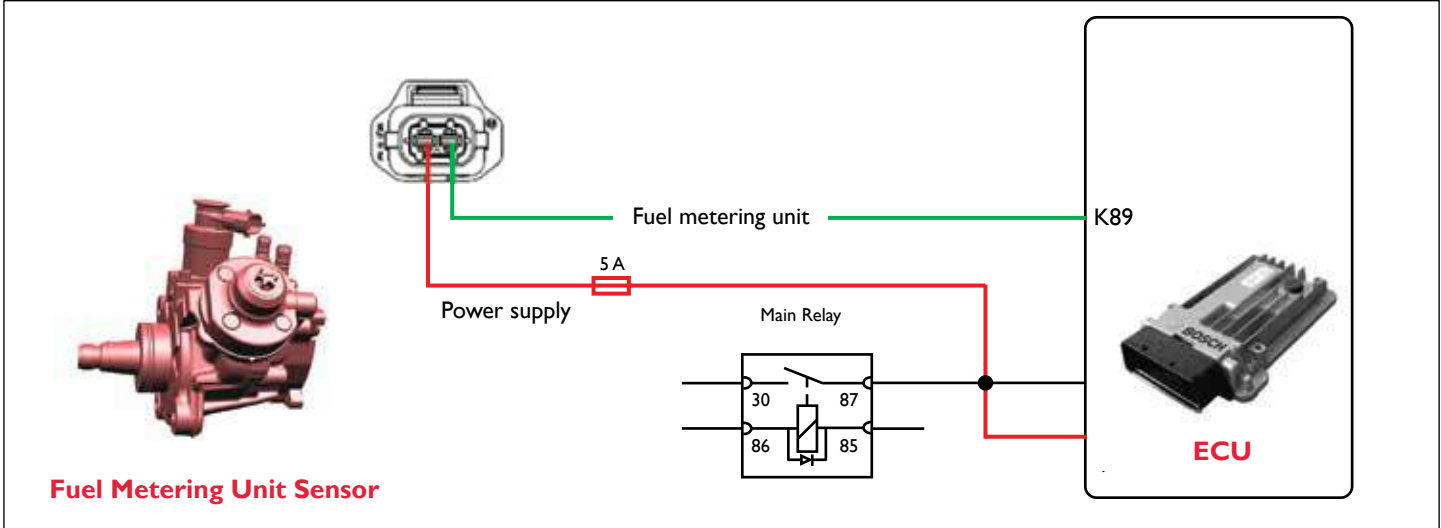 Fuel metering unit
K89
5 A
Power supply
Main Relay
30
87
86
85
BOSCH
ECU
Fuel Metering Unit Sensor